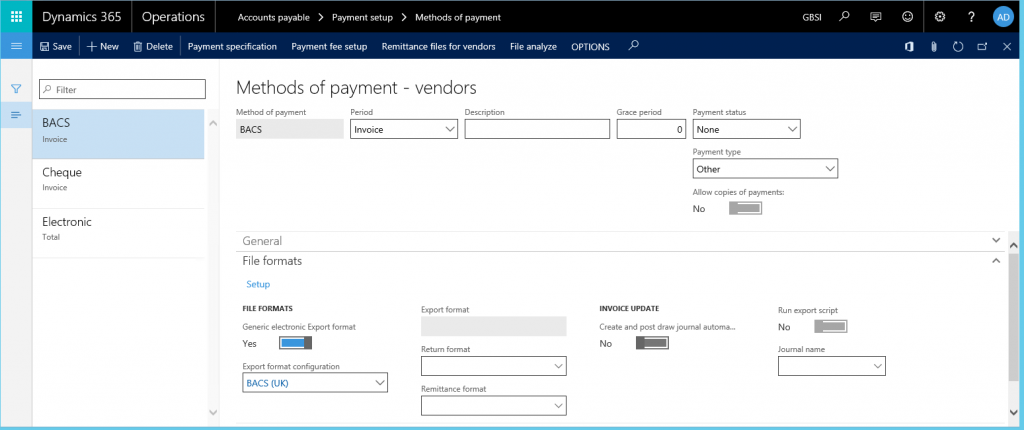 Dynamics 365 Operations Accounts payable > Payment setup > Methods of payment GBSI ? AD
Save + New Delete Payment specification Payment fee setup Remittance files for vendors File analyze OPTIONS
Filter
BACS
Invoice
Cheque
Invoice
Electronic
Total
Methods of payment - vendors
Method of payment Period Description Grace period Payment status
BACS Invoice 0 None
Payment type
Other
Allow copies of payments:
No
General
File formats
Setup
FILE FORMATS Export format INVOICE UPDATE Run export script
Generic electronic Export format Create and post draw journal automa... No
Yes Return format No Journal name
Export format configuration
BACS (UK) Remittance format